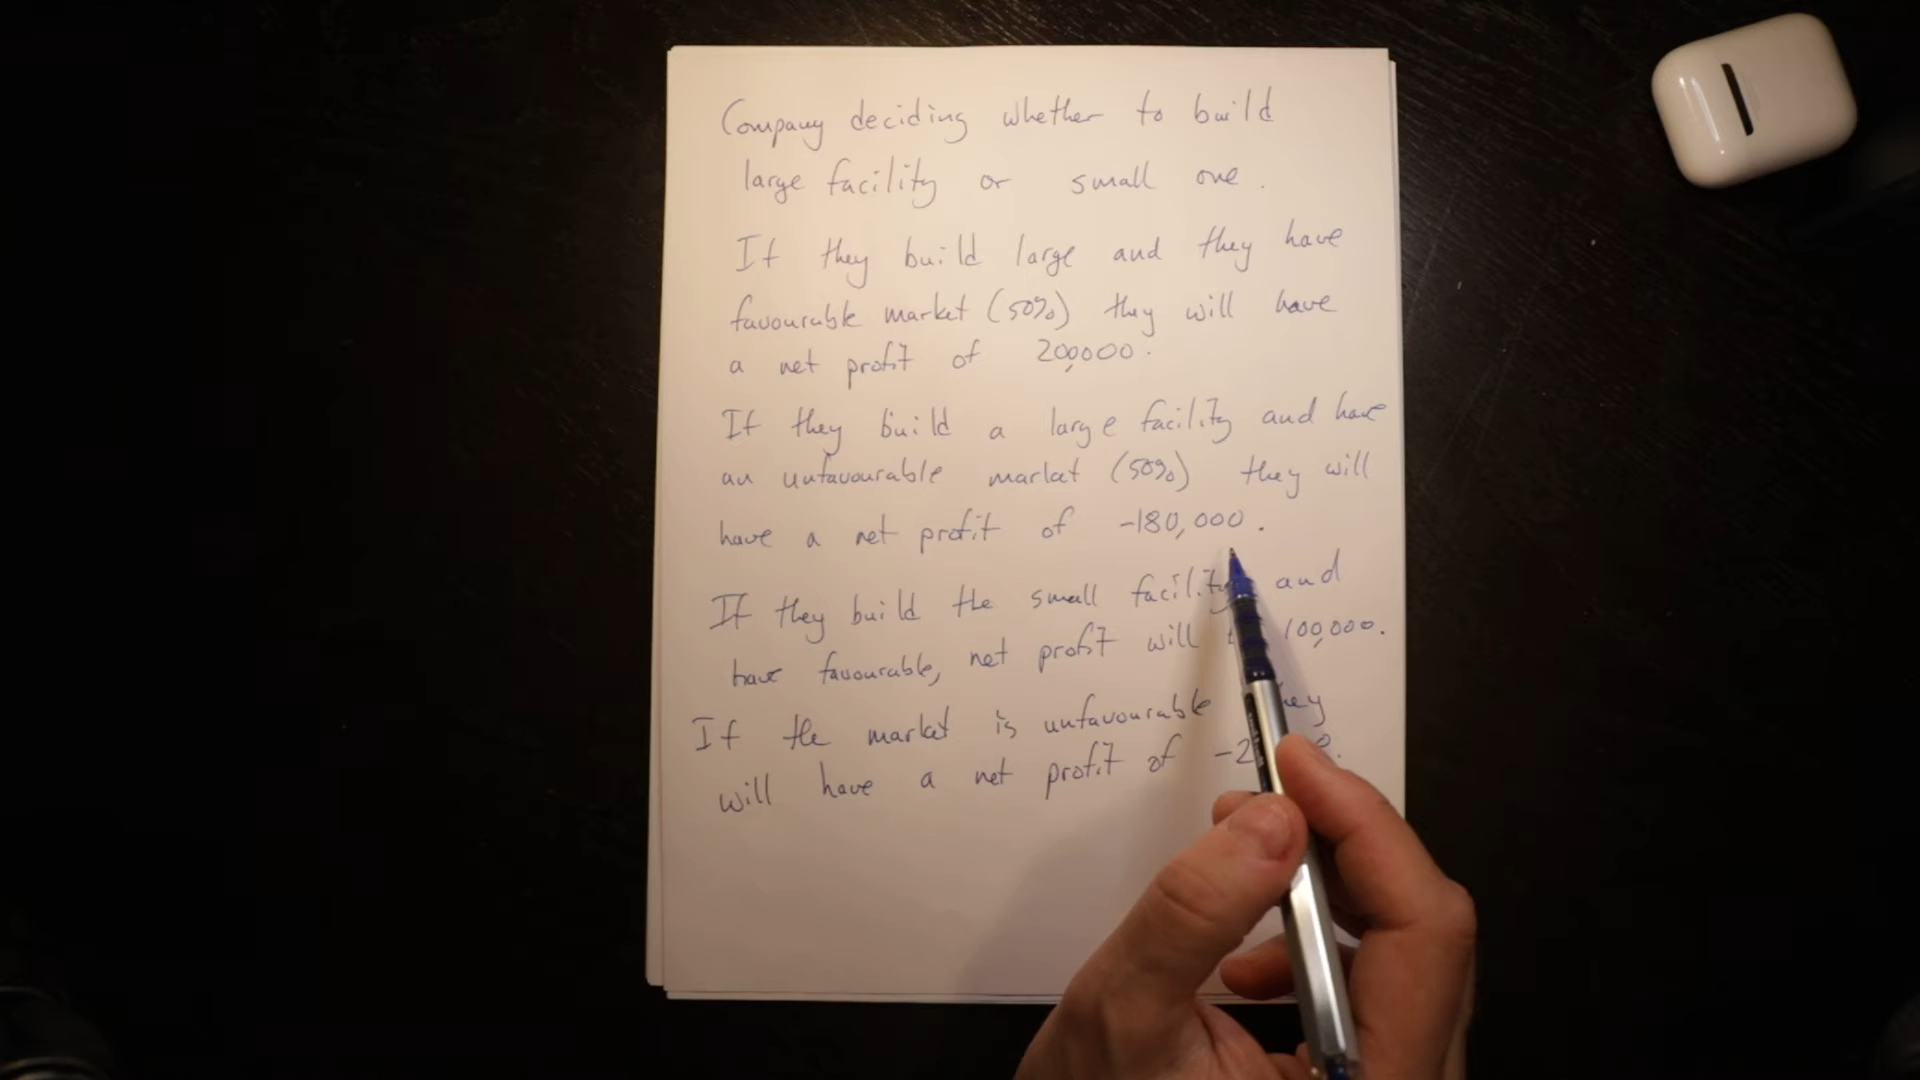 Company deciding whether to build
large facility or small one.
If they build large and they have
favourable market (50%) they will have
a net profit of 200,000.
If they build a large facility and have
an unfavourable market (50%) they will
have a net profit of -180,000.
If they build the small facility and
have favourable, net profit will 100,000.
If the market is unfavourable
will have a net profit of